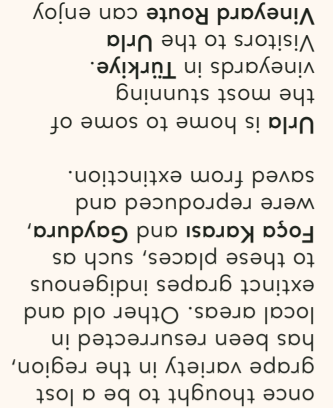 once thought to be a lost
grape variety in the region,
has been resurrected in
local areas. Other old and
extinct grapes indigenous
to these places, such as
Foça Karası and Gaydura,
were reproduced and
saved from extinction.
Urla is home to some of
the most stunning
vineyards in Türkiye.
Visitors to the Urla
Vineyard Route can enjoy